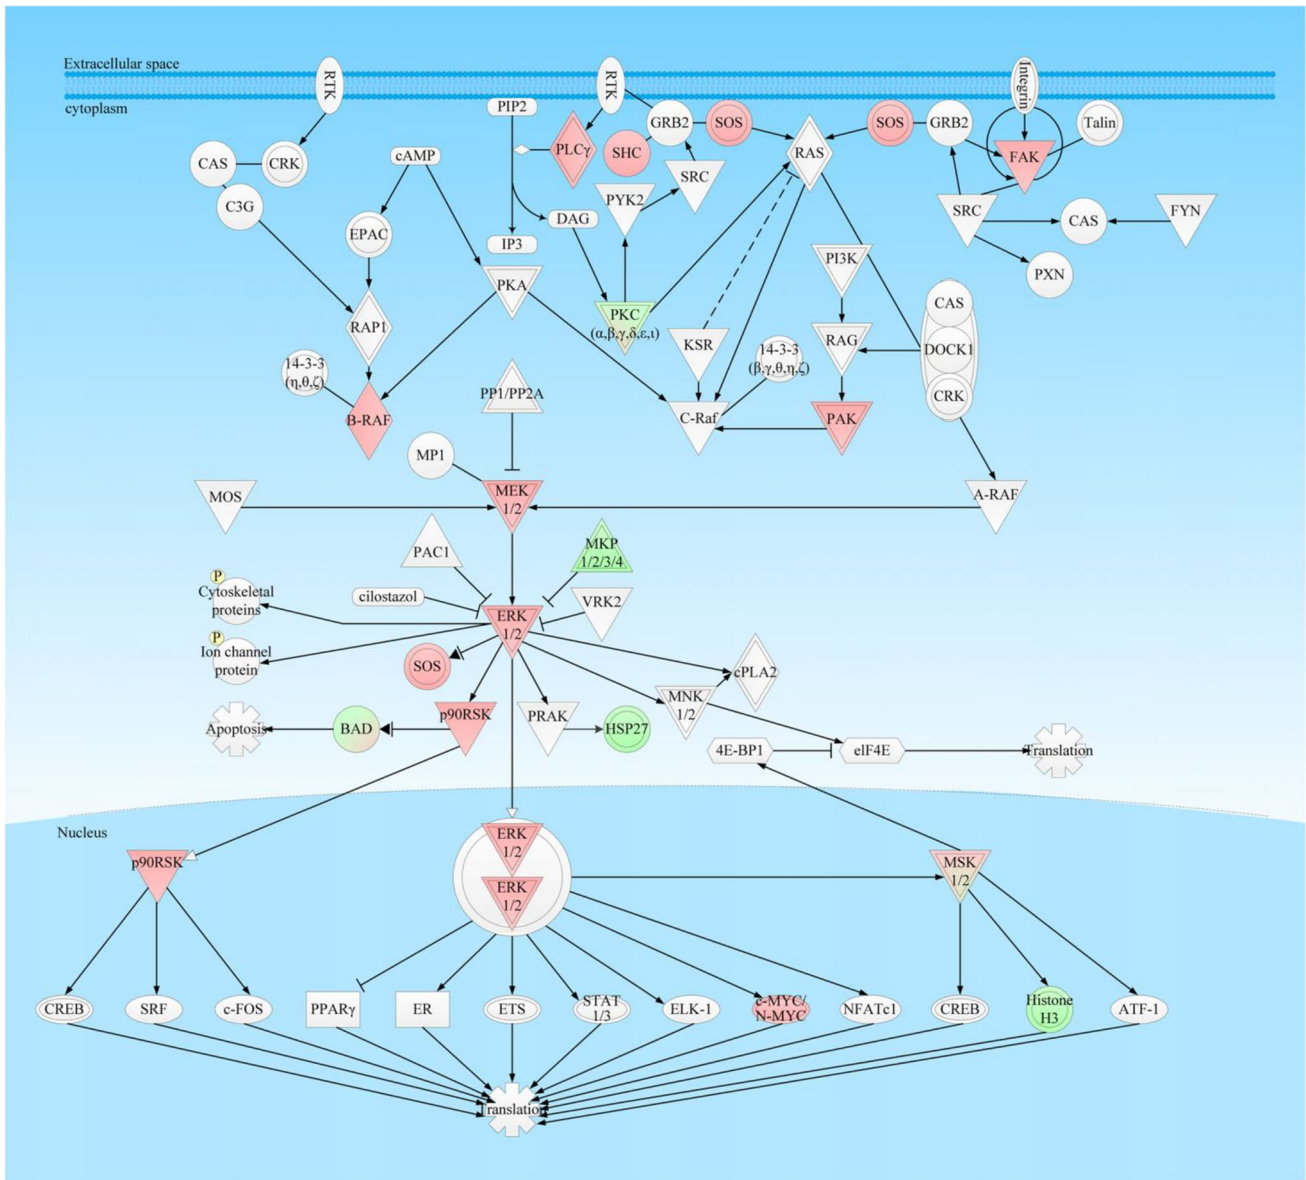 Extracellular space
cytoplasm
RTK
RTK
Integrin
PIP2
GRB2
SOS
SOS
GRB2
Talin
CAS
CRK
cAMP
PLCγ
SHC
RAS
FAK
SRC
PYK2
C3G
DAG
SRC
CAS
FYN
EPAC
IP3
PI3K
PXN
PKA
PKC
(α,β,γ,δ,ε,ι)
CAS
RAP1
KSR
RAG
DOCK1
14-3-3
(η,θ,ζ)
14-3-3
(β,γ,θ,η,ζ)
PP1/PP2A
CRK
B-RAF
C-Raf
PAK
MP1
MOS
MEK
1/2
A-RAF
PAC1
MKP
1/2/3/4
P
Cytoskeletal
proteins
cilostazol
VRK2
ERK
1/2
P
Ion channel
protein
SOS
cPLA2
MNK
1/2
Apoptosis
BAD
p90RSK
PRAK
HSP27
4E-BP1
elF4E
Translation
Nucleus
ERK
1/2
p90RSK
MSK
1/2
ERK
1/2
CREB
SRF
c-FOS
PPARγ
ER
ETS
STAT
1/3
ELK-1
c-MYC/
N-MYC
NFATc1
CREB
Histone
H3
ATF-1
Translation